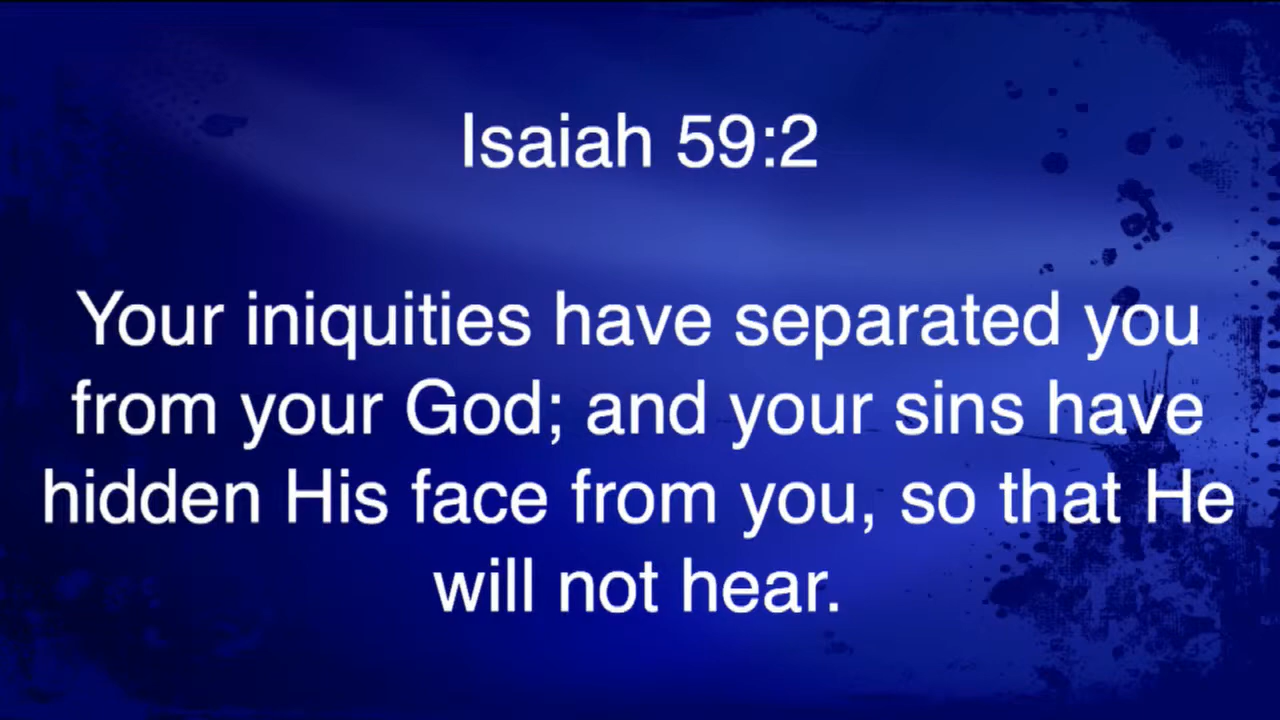 Isaiah 59:2
Your iniquities have separated you
from your God; and your sins have
hidden His face from you, so that He
will not hear.